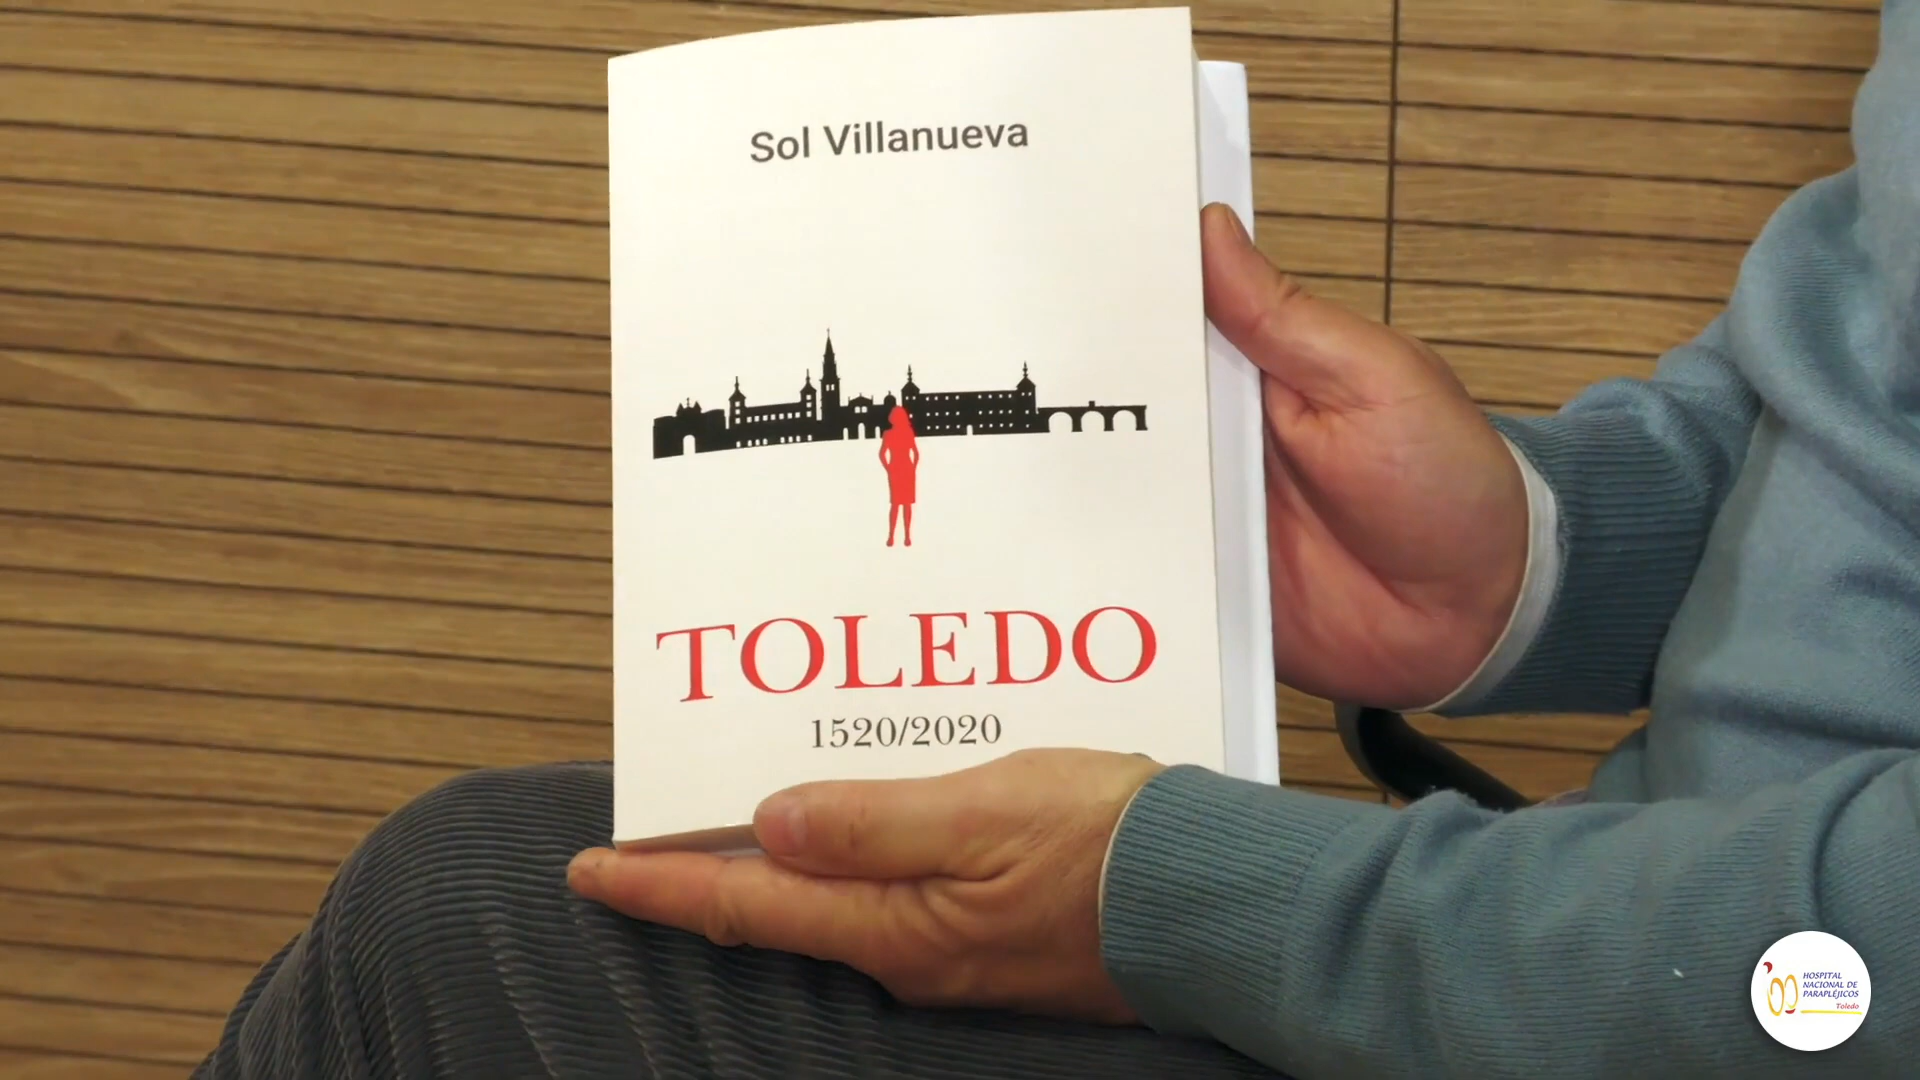 Sol Villanueva
TOLEDO
1520/2020
HOSPITAL
NACIONAL DE
PARAPLÉJICOS
Toledo